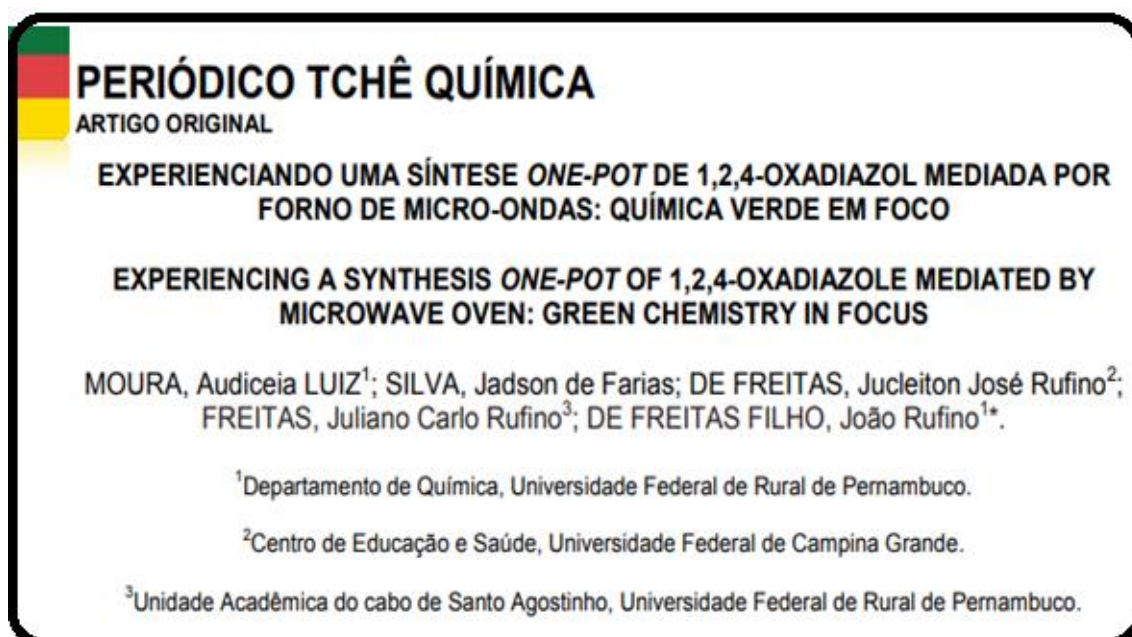 PERIÓDICO TCHÊ QUÍMICA
ARTIGO ORIGINAL
EXPERIENCIANDO UMA SÍNTESE ONE-POT DE 1,2,4-OXADIAZOL MEDIADA POR
FORNO DE MICRO-ONDAS: QUÍMICA VERDE EM FOCO
EXPERIENCING A SYNTHESIS ONE-POT OF 1,2,4-OXADIAZOLE MEDIATED BY
MICROWAVE OVEN: GREEN CHEMISTRY IN FOCUS
MOURA, Audiceia LUIZ¹; SILVA, Jadson de Farias; DE FREITAS, Jucleiton José Rufino²;
FREITAS, Juliano Carlo Rufino³; DE FREITAS FILHO, João Rufino¹*.
¹Departamento de Química, Universidade Federal de Rural de Pernambuco.
²Centro de Educação e Saúde, Universidade Federal de Campina Grande.
³Unidade Acadêmica do cabo de Santo Agostinho, Universidade Federal de Rural de Pernambuco.